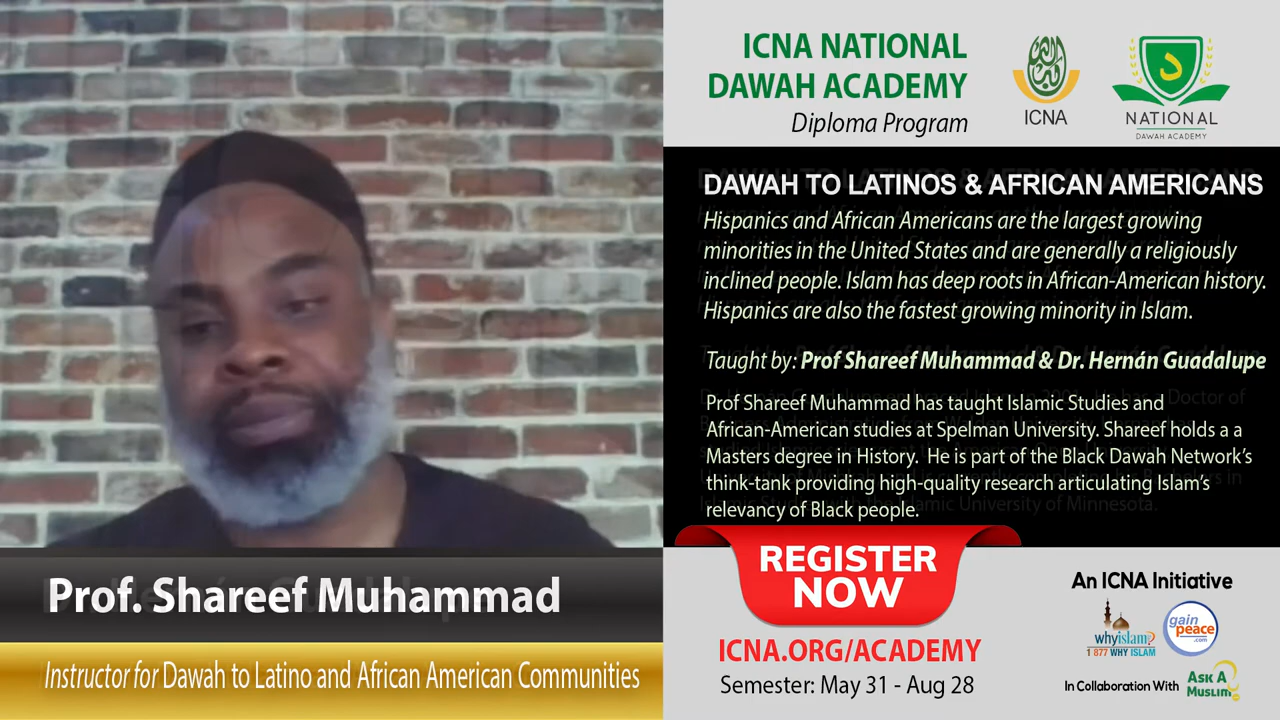 Prof. Shareef Muhammad
Instructor for Dawah to Latino and African American Communities
ICNA NATIONAL
DAWAH ACADEMY
Diploma Program
ICNA
NATIONAL
DAWAH ACADEMY
DAWAH TO LATINOS & AFRICAN AMERICANS
Hispanics and African Americans are the largest growing
minorities in the United States and are generally a religiously
inclined people. Islam has deep roots in African-American history.
Hispanics are also the fastest growing minority in Islam.
Taught by: Prof Shareef Muhammad & Dr. Hernán Guadalupe
Prof Shareef Muhammad has taught Islamic Studies and
African-American studies at Spelman University. Shareef holds a a
Masters degree in History. He is part of the Black Dawah Network's
think-tank providing high-quality research articulating Islam's
relevancy of Black people.
REGISTER
NOW
ICNA.ORG/ACADEMY
Semester: May 31 - Aug 28
An ICNA Initiative
whyislam?
1 877 WHY ISLAM
gain
peace
.com
In Collaboration With
Ask A
Muslim